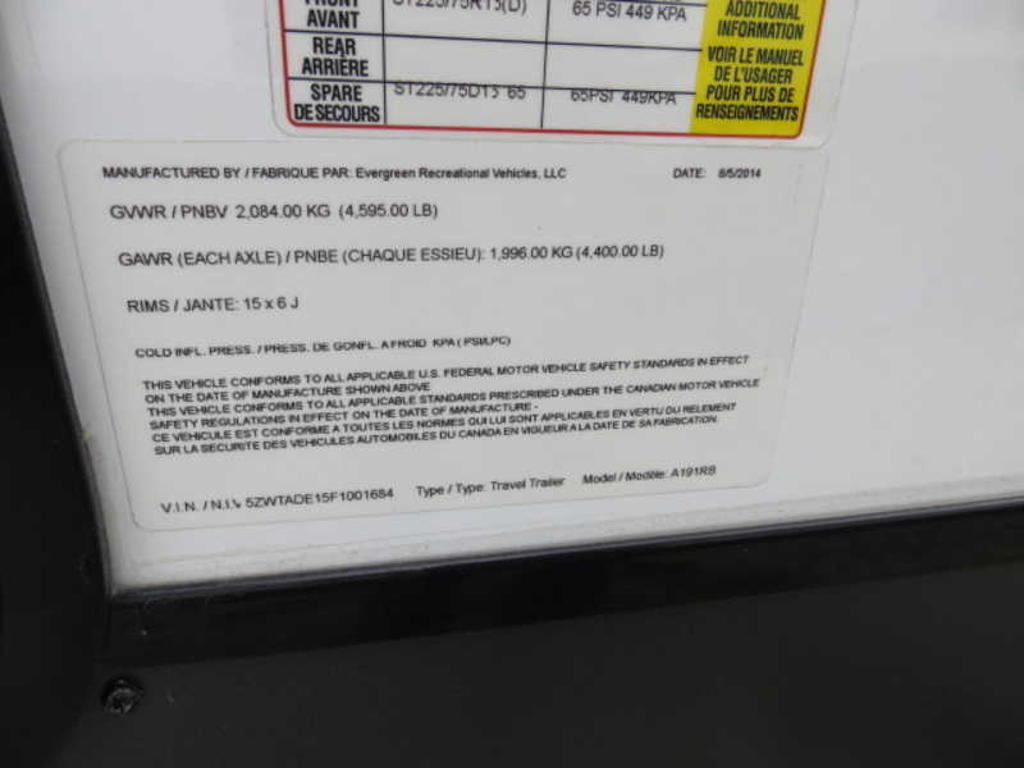 FRONT ST225/75R15(D) 65 PSI 449 KPA ADDITIONAL
AVANT INFORMATION
REAR VOIR LE MANUEL
ARRIÈRE DE L'USAGER
SPARE ST225/75D15 65 65PSI 449KPA POUR PLUS DE
DE SECOURS RENSEIGNEMENTS
MANUFACTURED BY / FABRIQUE PAR: Evergreen Recreational Vehicles, LLC DATE: 8/5/2014
GVWR / PNBV 2,084.00 KG (4,595.00 LB)
GAWR (EACH AXLE) / PNBE (CHAQUE ESSIEU): 1,996.00 KG (4,400.00 LB)
RIMS / JANTE: 15 x 6 J
COLD INFL. PRESS. / PRESS. DE GONFL. A FROID KPA ( PSI/LPC)
THIS VEHICLE CONFORMS TO ALL APPLICABLE U.S. FEDERAL MOTOR VEHICLE SAFETY STANDARDS IN EFFECT
ON THE DATE OF MANUFACTURE SHOWN ABOVE
THIS VEHICLE CONFORMS TO ALL APPLICABLE STANDARDS PRESCRIBED UNDER THE CANADIAN MOTOR VEHICLE
SAFETY REGULATIONS IN EFFECT ON THE DATE OF MANUFACTURE -
CE VEHICULE EST CONFORME A TOUTES LES NORMES QUI LUI SONT APPLICABLES EN VERTU DU RELEMENT
SUR LA SECURITE DES VEHICULES AUTOMOBILES DU CANADA EN VIGUEUR A LA DATE DE SA FABRICATION.
V.I.N. / N.I.V. 5ZWTADE15F1001684 Type / Type: Travel Trailer Model / Modèle: A191RB